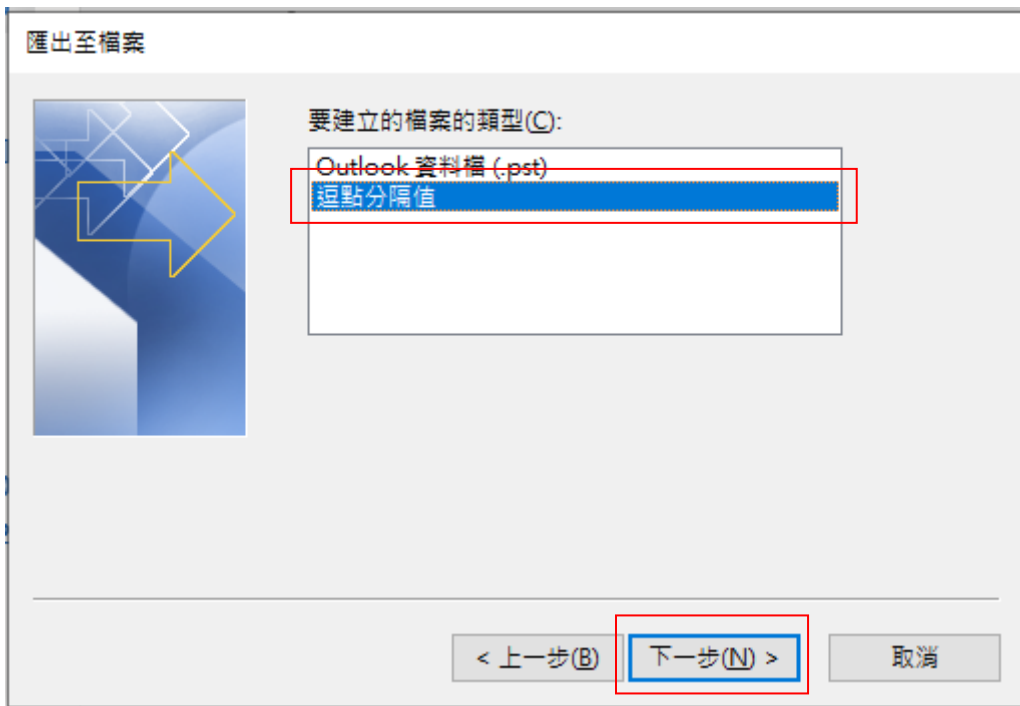 匯出至檔案
要建立的檔案的類型(C):
Outlook 資料檔 (.pst)
逗點分隔值
< 上一步(B)
下一步(N) >
取消